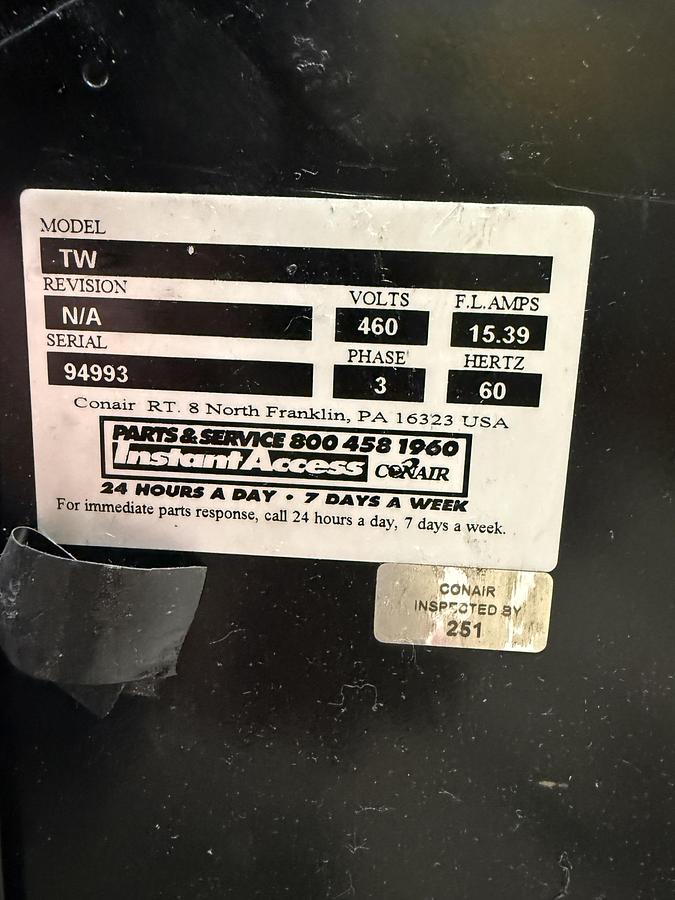 MODEL
TW
REVISION
N/A
VOLTS F.L.AMPS
460 15.39
SERIAL
94993
PHASE HERTZ
3 60
Conair RT. 8 North Franklin, PA 16323 USA
PARTS & SERVICE 800 458 1960
InstantAccess CONAIR
24 HOURS A DAY • 7 DAYS A WEEK
For immediate parts response, call 24 hours a day, 7 days a week.
CONAIR
INSPECTED BY
251